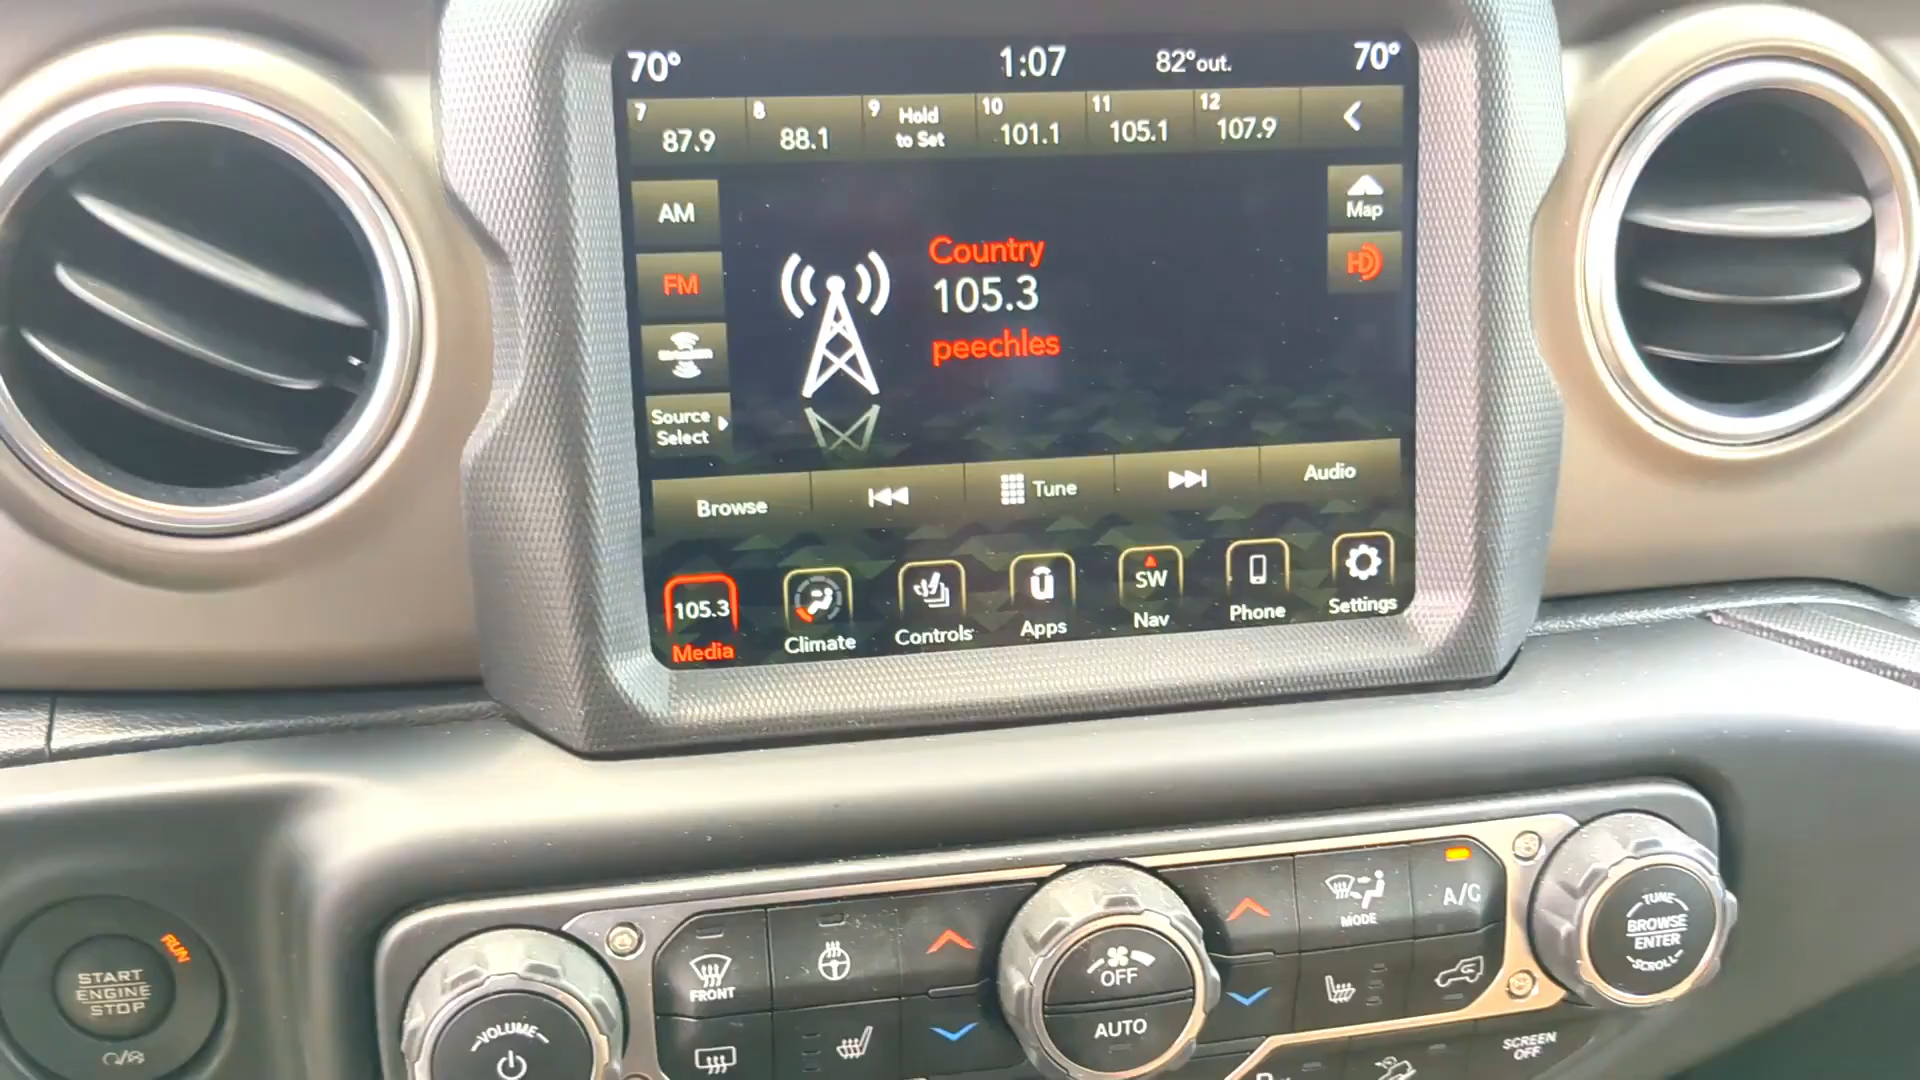 70° 1:07 82°out. 70°
7 87.9 8 88.1 9 Hold to Set 10 101.1 11 105.1 12 107.9
AM
FM
Source
Select
Country
105.3
peechles
Map
HD
Browse Tune Audio
105.3 SW
Media Climate Controls Apps Nav Phone Settings
RUN
START
ENGINE
STOP
VOLUME
FRONT
OFF
AUTO
MODE
A/C
TUNE
BROWSE
ENTER
SCROLL
SCREEN
OFF